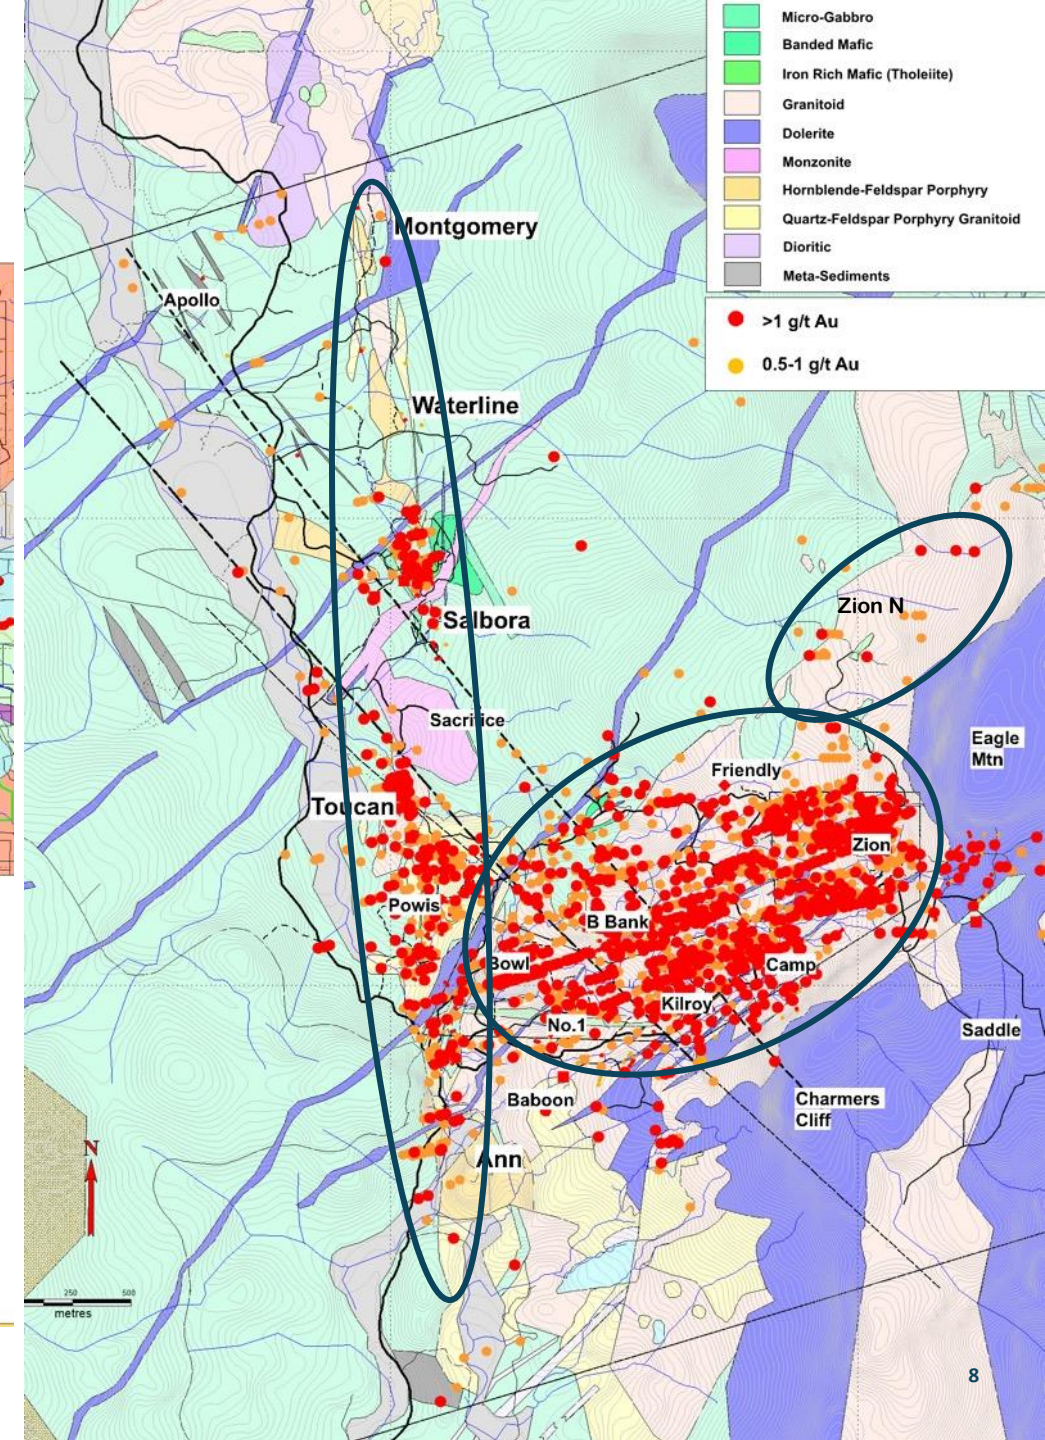 Micro-Gabbro
Banded Mafic
Iron Rich Mafic (Tholeiite)
Granitoid
Dolerite
Monzonite
Hornblende-Feldspar Porphyry
Quartz-Feldspar Porphyry Granitoid
Dioritic
Meta-Sediments
>1 g/t Au
0.5-1 g/t Au
Montgomery
Apollo
Waterline
Salbora
Zion N
Sacrifice
Eagle
Mtn
Friendly
Toucan
Zion
Powis
B Bank
Bowl
Camp
Kilroy
No.1
Saddle
Baboon
Charmers
Cliff
Ann
N
250 500
metres
8